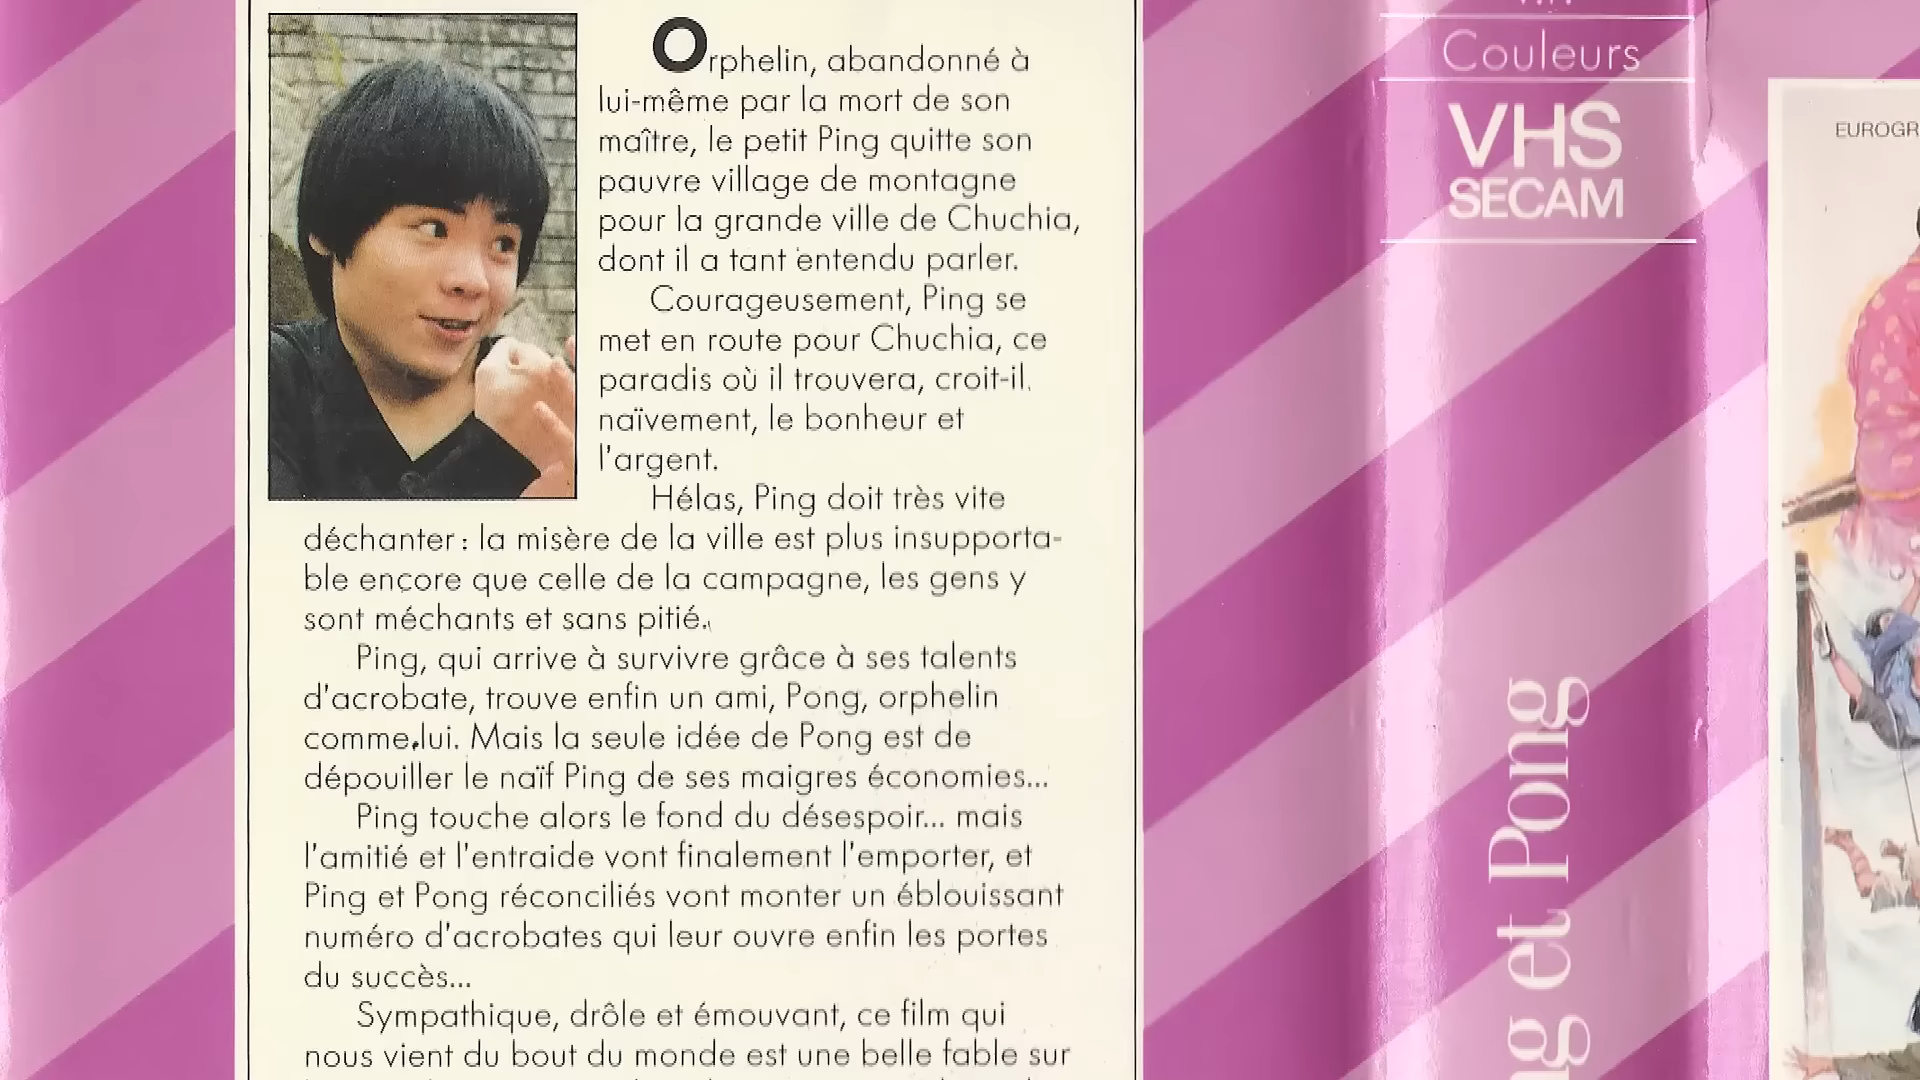 Orphelin, abandonné à
lui-même par la mort de son
maître, le petit Ping quitte son
pauvre village de montagne
pour la grande ville de Chuchia,
dont il a tant entendu parler.
Courageusement, Ping se
met en route pour Chuchia, ce
paradis où il trouvera, croit-il
naïvement, le bonheur et
l'argent.
Hélas, Ping doit très vite
déchanter : la misère de la ville est plus insupporta-
ble encore que celle de la campagne, les gens y
sont méchants et sans pitié.
Ping, qui arrive à survivre grâce à ses talents
d'acrobate, trouve enfin un ami, Pong, orphelin
comme lui. Mais la seule idée de Pong est de
dépouiller le naïf Ping de ses maigres économies...
Ping touche alors le fond du désespoir... mais
l'amitié et l'entraide vont finalement l'emporter, et
Ping et Pong réconciliés vont monter un éblouissant
numéro d'acrobates qui leur ouvre enfin les portes
du succès...
Sympathique, drôle et émouvant, ce film qui
nous vient du bout du monde est une belle fable sur
Couleurs
VHS
SECAM
ng et Pong
EUROGR